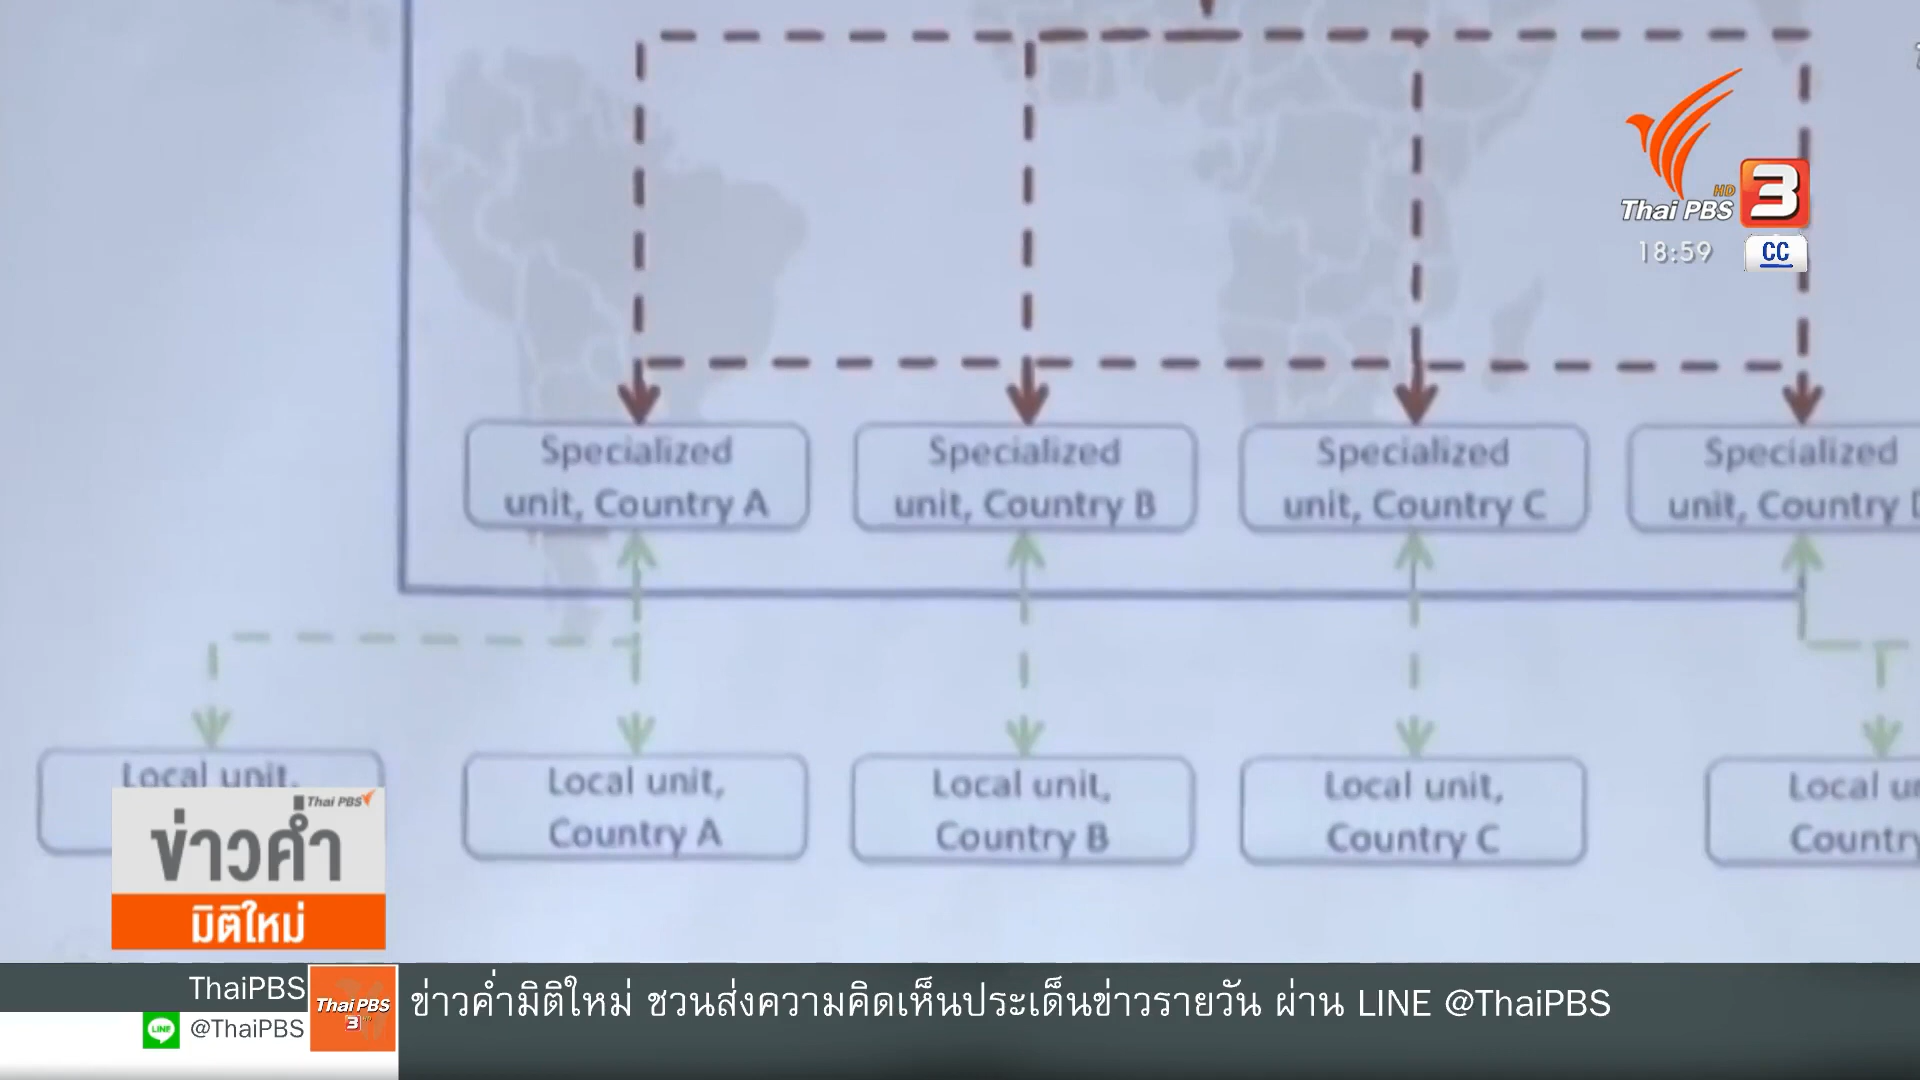 HD
Thai PBS
3
18:59
CC
Specialized
unit, Country A
Specialized
unit, Country B
Specialized
unit, Country C
Specialized
unit, Country
Local unit,
Local unit,
Country A
Local unit,
Country B
Local unit,
Country C
Local
Country
Thai PBS
ข่าวค่ำ
มิติใหม่
ThaiPBS
LINE
@ThaiPBS
Thai PBS
3
ข่าวค่ำมิติใหม่ ชวนส่งความคิดเห็นประเด็นข่าวรายวัน ผ่าน LINE @ThaiPBS